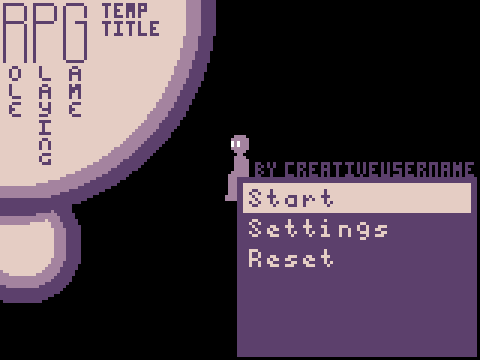 RPG
TEMP
TITLE
OLE
LAYING
AME
BY CREATIVEUSERNAME
Start
Settings
Reset